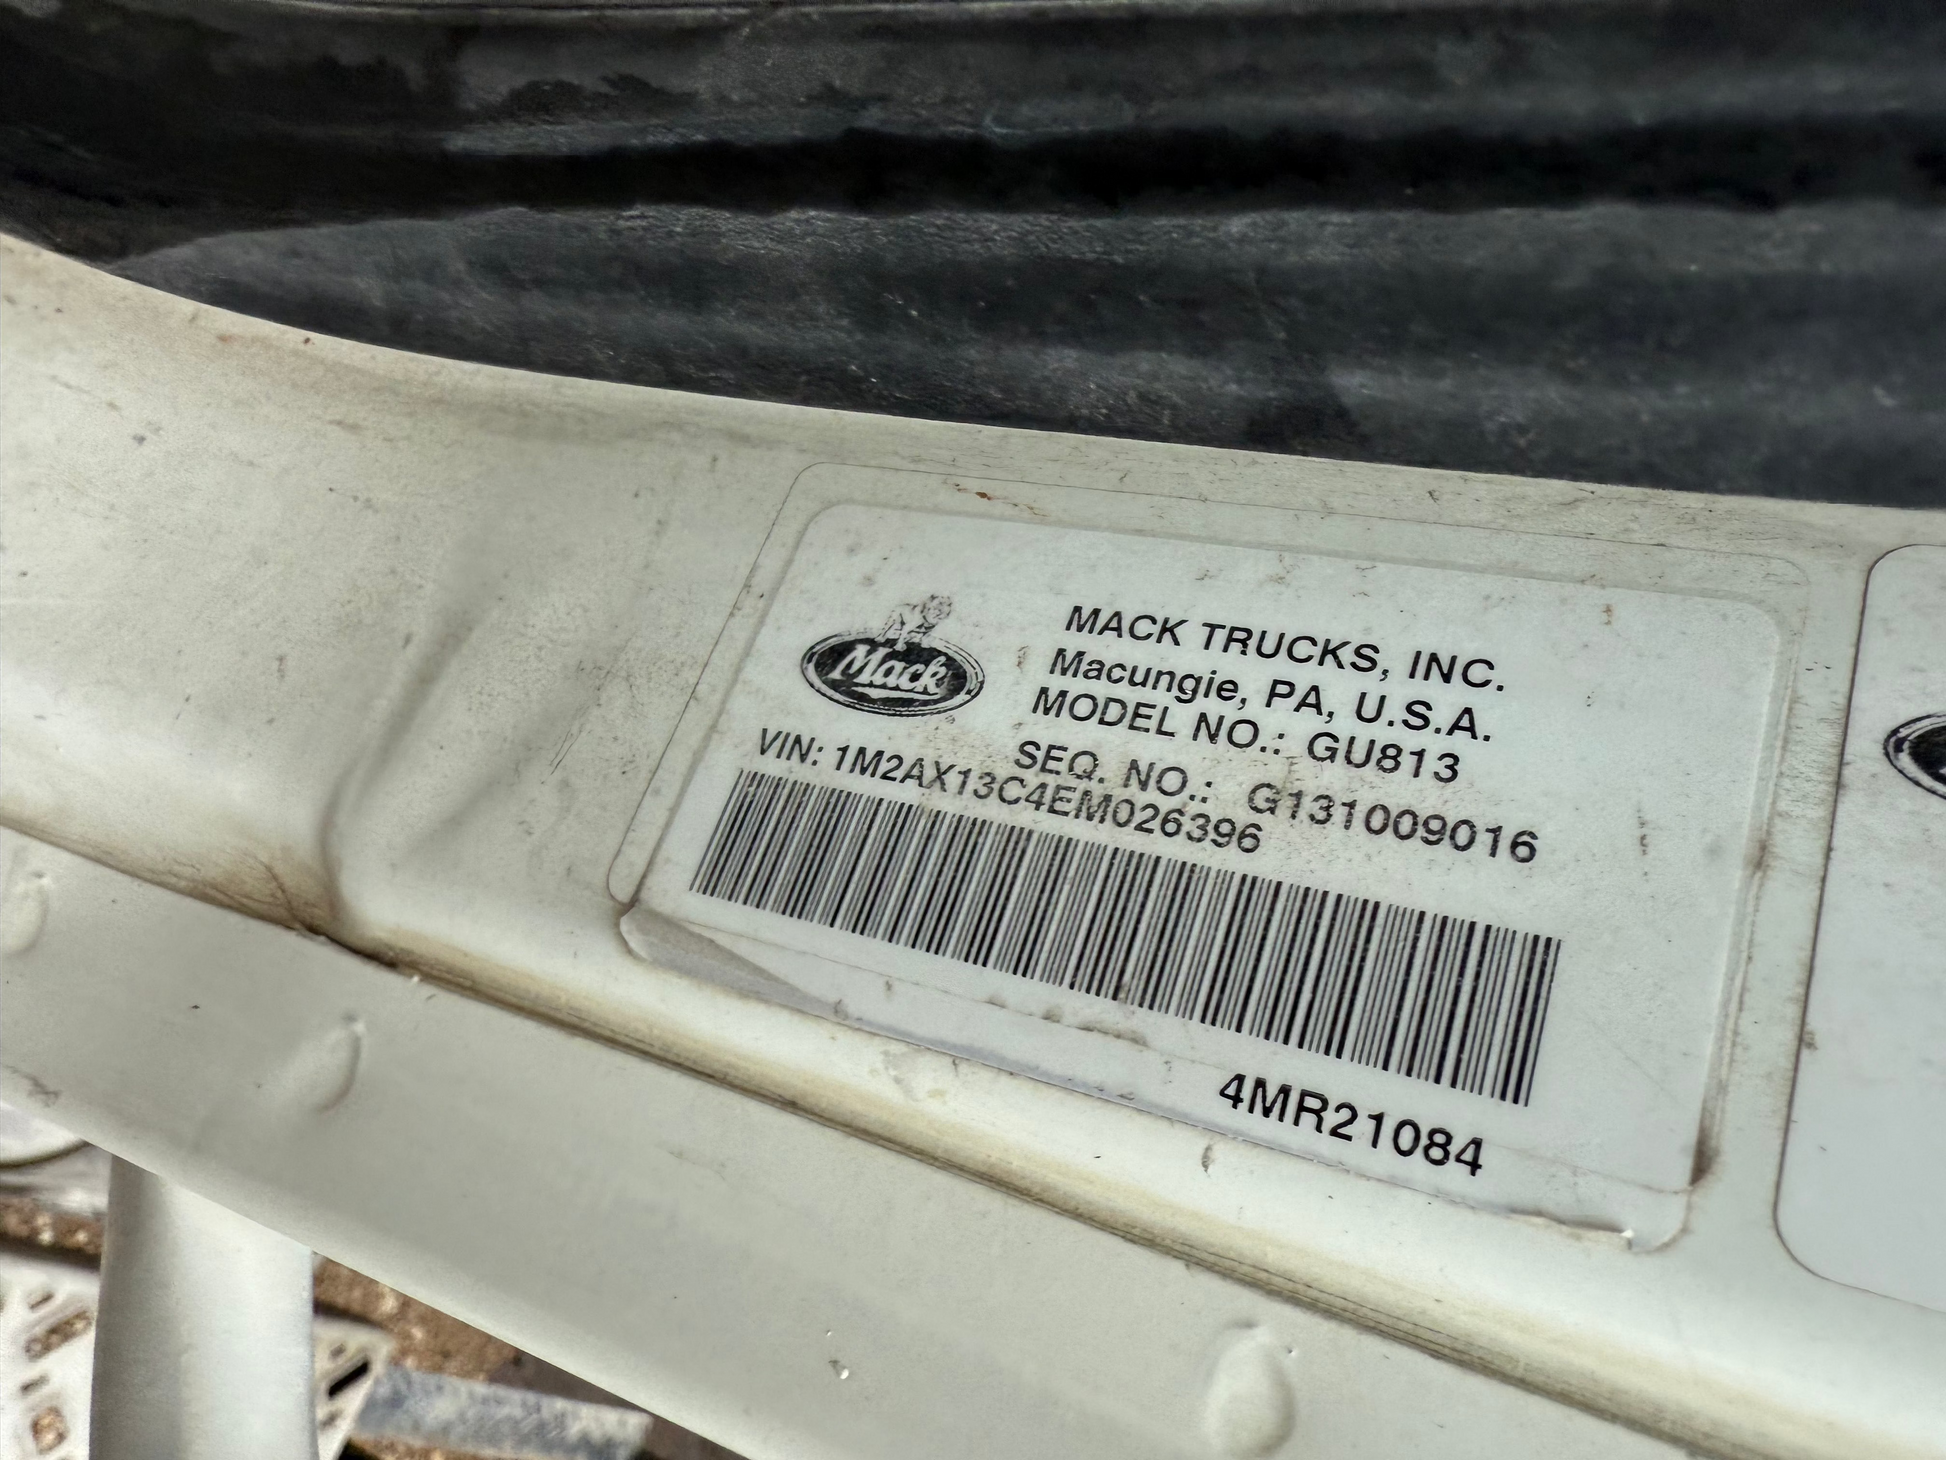 Mack
MACK TRUCKS, INC.
Macungie, PA, U.S.A.
MODEL NO.: GU813
SEQ. NO.: G131009016
VIN: 1M2AX13C4EM026396
4MR21084